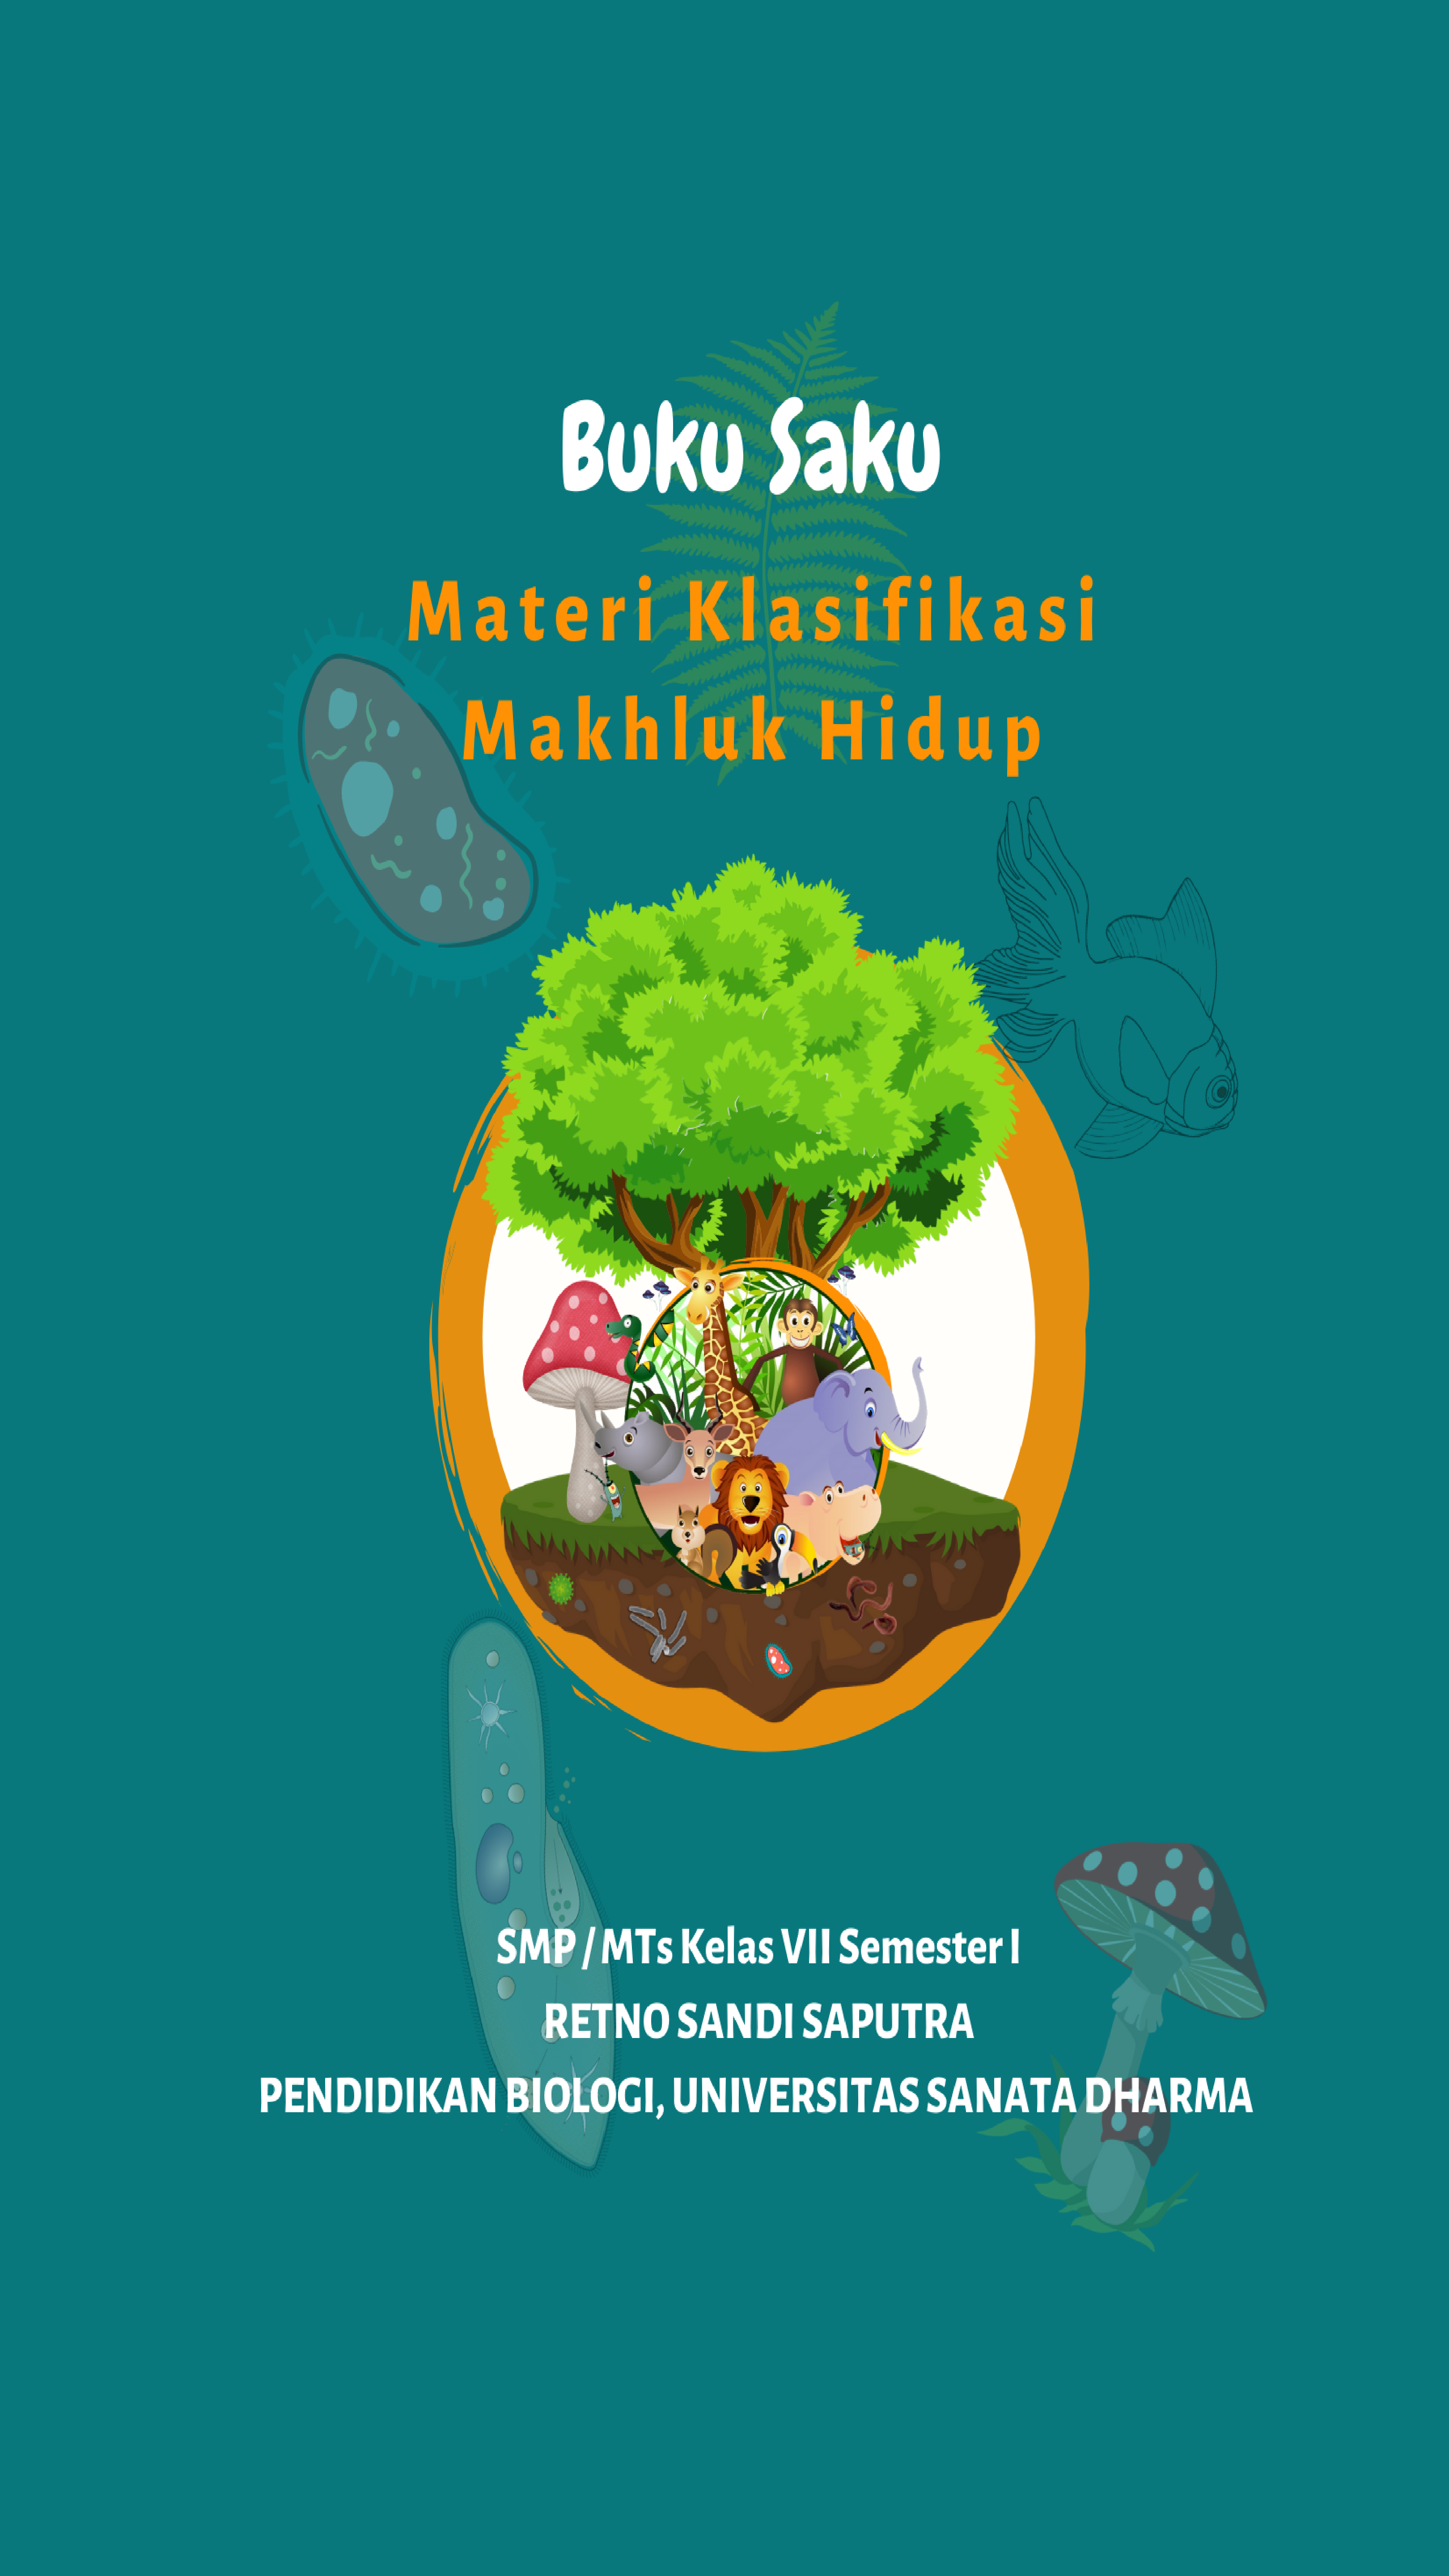 Buku Saku
Materi Klasifikasi
Makhluk Hidup
SMP / MTs Kelas VII Semester I
RETNO SANDI SAPUTRA
PENDIDIKAN BIOLOGI, UNIVERSITAS SANATA DHARMA